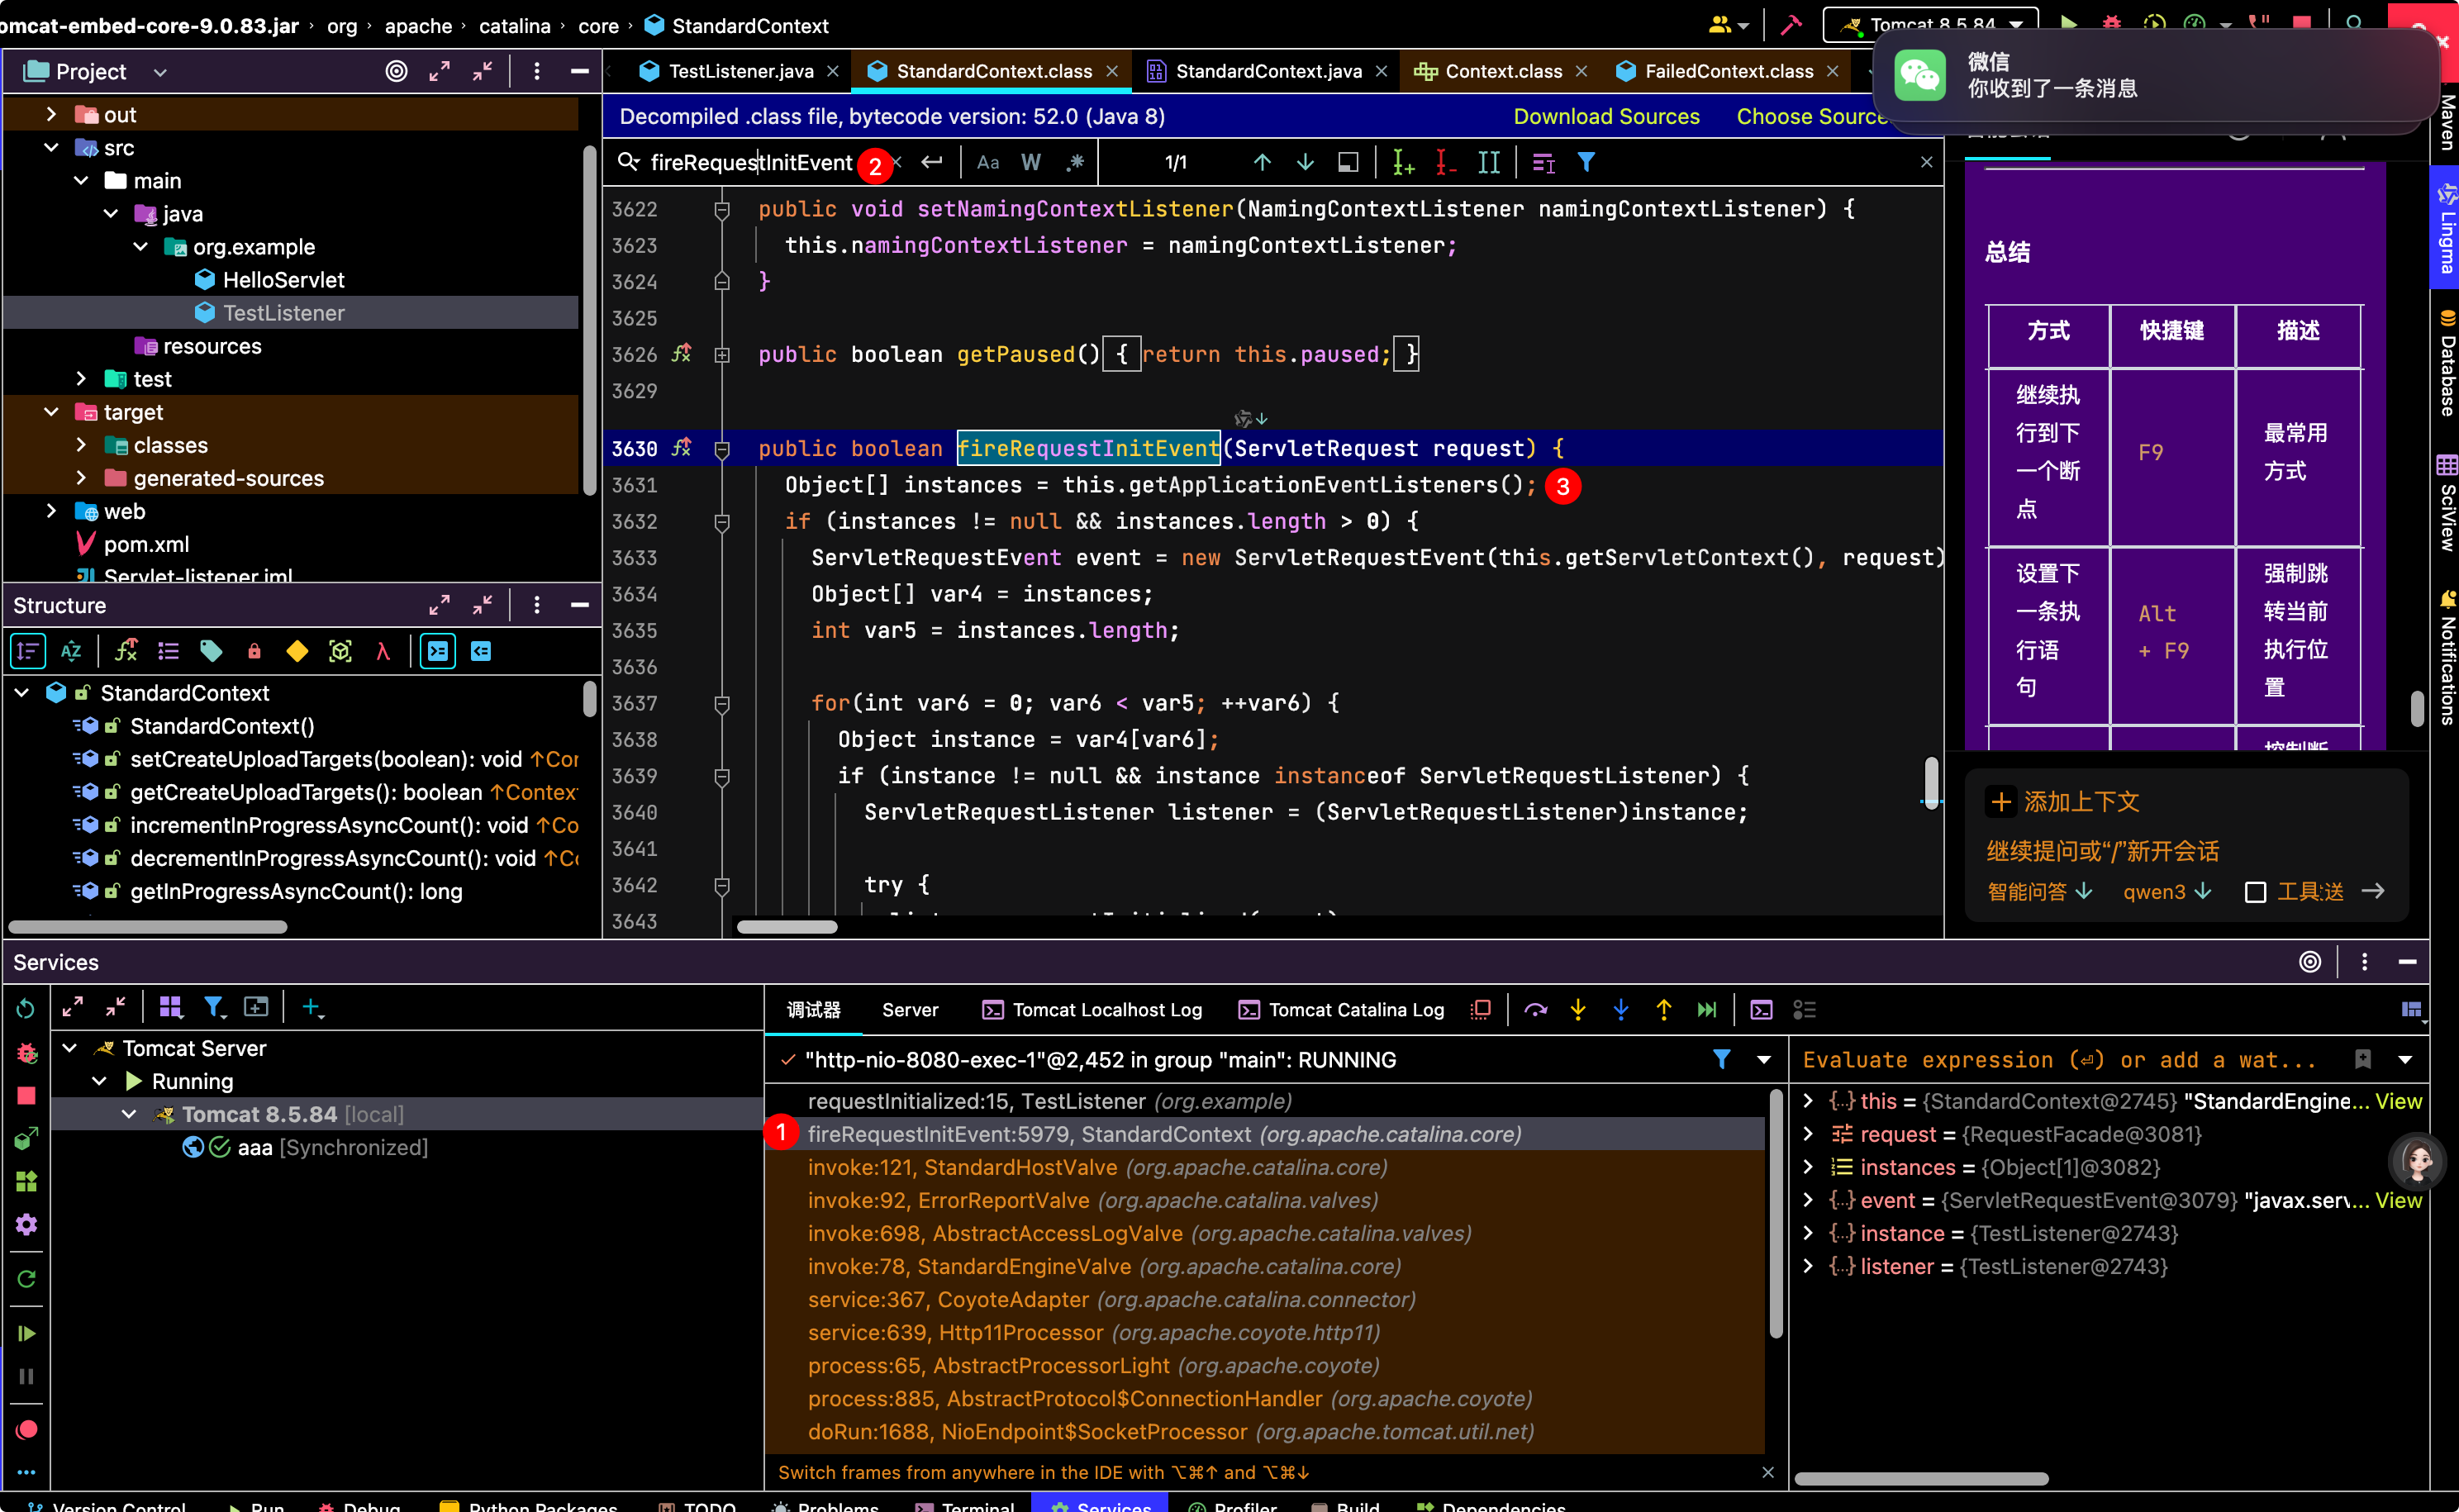 omcat-embed-core-9.0.83.jar › org › apache › catalina › core › StandardContext
Tomcat 8.5.84
微信
你收到了一条消息
Project
TestListener.java
StandardContext.class
StandardContext.java
Context.class
FailedContext.class
out
src
main
java
org.example
HelloServlet
TestListener
resources
test
target
classes
generated-sources
web
pom.xml
Servlet-listener.iml
Decompiled .class file, bytecode version: 52.0 (Java 8)
Download Sources
Choose Source
fireRequestInitEvent
2
Aa
W
1/1
3622 public void setNamingContextListener(NamingContextListener namingContextListener) {
3623 this.namingContextListener = namingContextListener;
3624 }
3625
3626 public boolean getPaused() { return this.paused; }
3629
3630 public boolean fireRequestInitEvent(ServletRequest request) {
3631 Object[] instances = this.getApplicationEventListeners(); 3
3632 if (instances != null && instances.length > 0) {
3633 ServletRequestEvent event = new ServletRequestEvent(this.getServletContext(), request)
3634 Object[] var4 = instances;
3635 int var5 = instances.length;
3636
3637 for(int var6 = 0; var6 < var5; ++var6) {
3638 Object instance = var4[var6];
3639 if (instance != null && instance instanceof ServletRequestListener) {
3640 ServletRequestListener listener = (ServletRequestListener)instance;
3641
3642 try {
3643
总结
方式 快捷键 描述
继续执行到下一个断点 F9 最常用方式
设置下一条执行语句 Alt + F9 强制跳转当前执行位置
添加上下文
继续提问或“/”新开会话
智能问答
qwen3
工具
送
Maven
Lingma
Database
SciView
Notifications
Structure
StandardContext
StandardContext()
setCreateUploadTargets(boolean): void ↑Cor
getCreateUploadTargets(): boolean ↑Context
incrementInProgressAsyncCount(): void ↑Co
decrementInProgressAsyncCount(): void ↑Co
getInProgressAsyncCount(): long
Services
Tomcat Server
Running
Tomcat 8.5.84 [local]
aaa [Synchronized]
调试器
Server
Tomcat Localhost Log
Tomcat Catalina Log
"http-nio-8080-exec-1"@2,452 in group "main": RUNNING
requestInitialized:15, TestListener (org.example)
1
fireRequestInitEvent:5979, StandardContext (org.apache.catalina.core)
invoke:121, StandardHostValve (org.apache.catalina.core)
invoke:92, ErrorReportValve (org.apache.catalina.valves)
invoke:698, AbstractAccessLogValve (org.apache.catalina.valves)
invoke:78, StandardEngineValve (org.apache.catalina.core)
service:367, CoyoteAdapter (org.apache.catalina.connector)
service:639, Http11Processor (org.apache.coyote.http11)
process:65, AbstractProcessorLight (org.apache.coyote)
process:885, AbstractProtocol$ConnectionHandler (org.apache.coyote)
doRun:1688, NioEndpoint$SocketProcessor (org.apache.tomcat.util.net)
Switch frames from anywhere in the IDE with ⌥⌘↑ and ⌥⌘↓
Evaluate expression (⏎) or add a wat...
this = {StandardContext@2745} "StandardEngine... View
request = {RequestFacade@3081}
instances = {Object[1]@3082}
event = {ServletRequestEvent@3079} "javax.serv... View
instance = {TestListener@2743}
listener = {TestListener@2743}
Version Control
Run
Debug
Python Packages
TODO
Problems
Terminal
Services
Profiler
Build
Dependencies